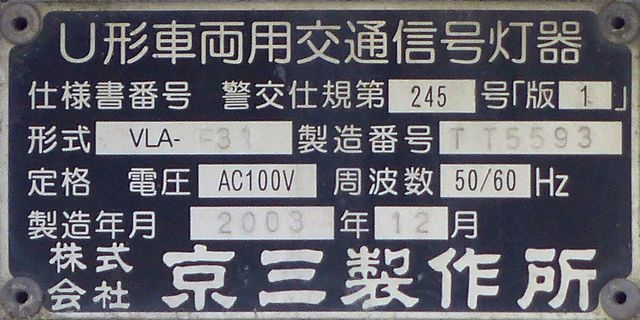 U形車両用交通信号灯器
仕様書番号 警交仕規第 245 号「版 1 」
形式 VLA- F31 製造番号 TT5593
定格 電圧 AC100V 周波数 50/60 Hz
製造年月 2003 年 12 月
株式会社 京三製作所